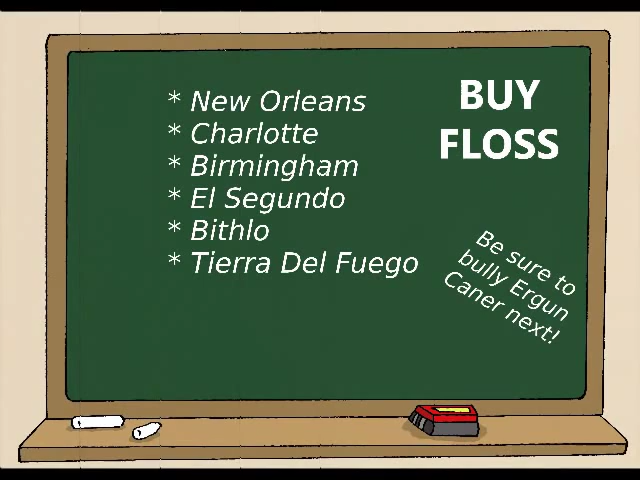 * New Orleans
* Charlotte
* Birmingham
* El Segundo
* Bithlo
* Tierra Del Fuego
BUY
FLOSS
Be sure to
bully Ergun
Caner next!